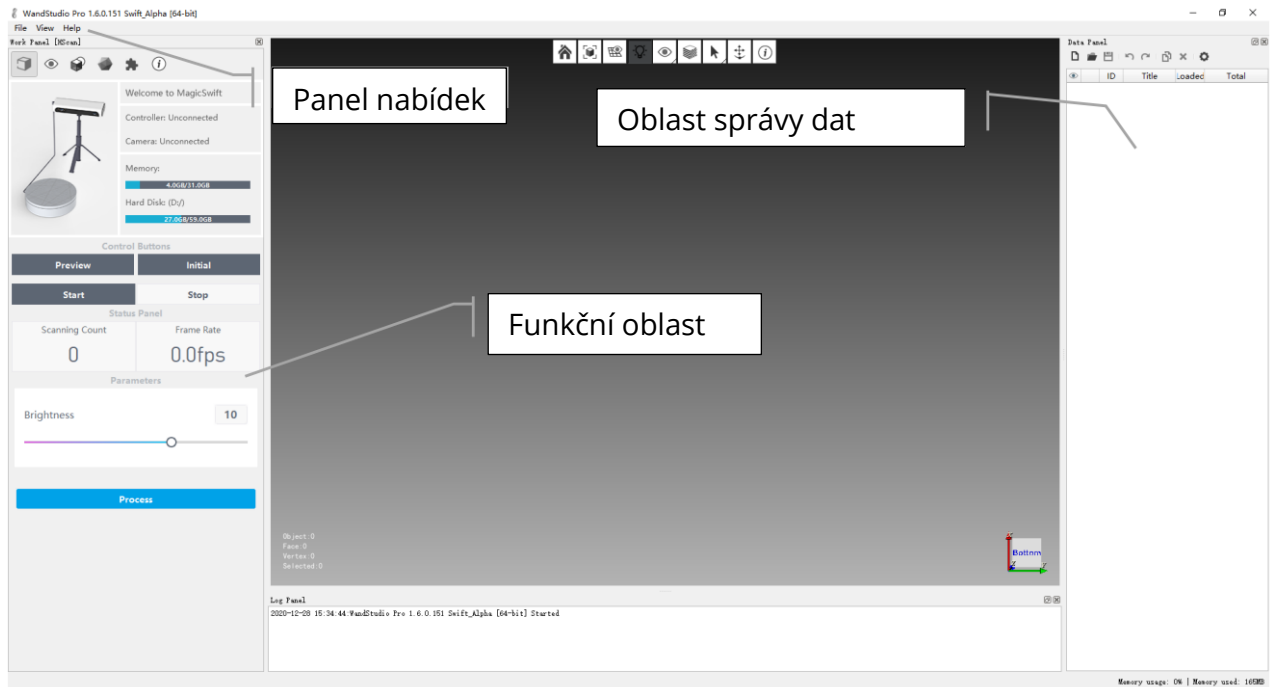 WandStudio Pro 1.6.0.151 Swift_Alpha [64-bit]
File View Help
Work Panel [MScan]
Welcome to MagicSwift
Controller: Unconnected
Camera: Unconnected
Memory:
4.0GB/31.0GB
Hard Disk: (D:/)
27.0GB/59.0GB
Control Buttons
Preview Initial
Start Stop
Status Panel
Scanning Count Frame Rate
0 0.0fps
Parameters
Brightness 10
Process
Panel nabídek
Oblast správy dat
Funkční oblast
Object:0
Face:0
Vertex:0
Selected:0
Bottom
Log Panel
2020-12-28 15:34:44:WandStudio Pro 1.6.0.151 Swift_Alpha [64-bit] Started
Data Panel
ID Title Loaded Total
Memory usage: 0% | Memory used: 165MB